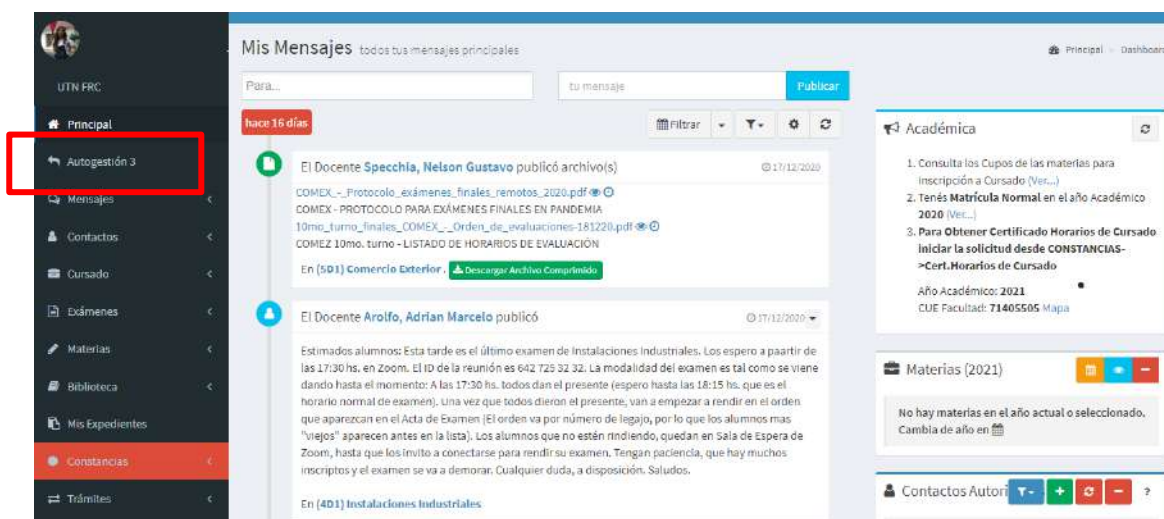 UTN FRC
Principal
Autogestión 3
Mensajes
Contactos
Cursado
Exámenes
Materias
Biblioteca
Mis Expedientes
Constancias
Trámites
Mis Mensajes todos tus mensajes principales
Principal
Dashboar
Para...
tu mensaje
Publicar
hace 16 días
Filtrar
El Docente Specchia, Nelson Gustavo publicó archivo(s)
17/12/2020
COMEX_-_Protocolo_exámenes_finales_remotos_2020.pdf
COMEX - PROTOCOLO PARA EXÁMENES FINALES EN PANDEMIA
10mo_turno_finales_COMEX_-_Orden_de_evaluaciones-181220.pdf
COMEZ 10mo. turno - LISTADO DE HORARIOS DE EVALUACIÓN
En (5D1) Comercio Exterior . Descargar Archivo Comprimido
El Docente Arolfo, Adrian Marcelo publicó
17/12/2020
Estimados alumnos: Esta tarde es el último examen de Instalaciones Industriales. Los espero a paartir de
las 17:30 hs. en Zoom. El ID de la reunión es 642 725 32 32. La modalidad del examen es tal como se viene
dando hasta el momento: A las 17:30 hs. todos dan el presente (espero hasta las 18:15 hs. que es el
horario normal de examen). Una vez que todos dieron el presente, van a empezar a rendir en el orden
que aparezcan en el Acta de Examen (El orden va por número de legajo, por lo que los alumnos mas
"viejos" aparecen antes en la lista). Los alumnos que no estén rindiendo, quedan en Sala de Espera de
Zoom, hasta que los invito a conectarse para rendir su examen. Tengan paciencia, que hay muchos
inscriptos y el examen se va a demorar. Cualquier duda, a disposición. Saludos.
En (4D1) Instalaciones Industriales
Académica
1. Consulta los Cupos de las materias para
inscripción a Cursado (Ver...)
2. Tenés Matrícula Normal en el año Académico
2020 (Ver...)
3. Para Obtener Certificado Horarios de Cursado
iniciar la solicitud desde CONSTANCIAS-
>Cert.Horarios de Cursado
Año Académico: 2021
CUE Facultad: 71405505 Mapa
Materias (2021)
No hay materias en el año actual o seleccionado.
Cambia de año en
Contactos Autori
?